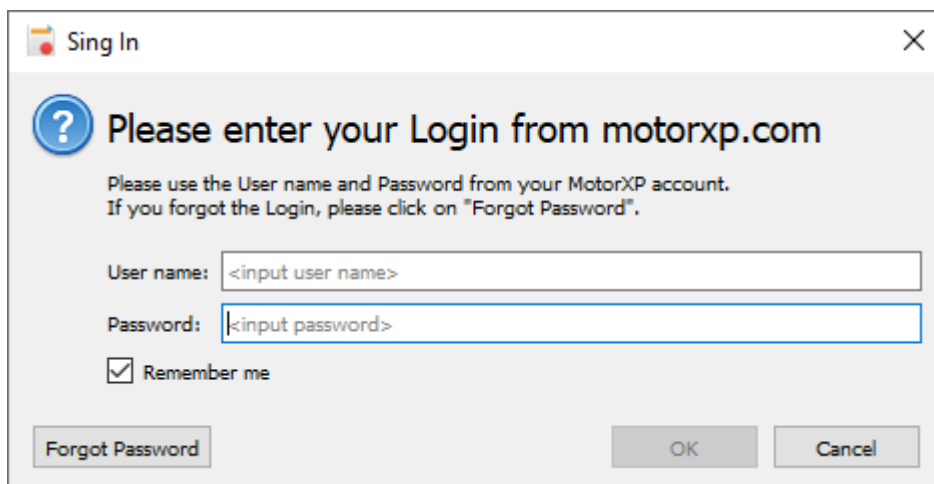 Sing In
Please enter your Login from motorxp.com
Please use the User name and Password from your MotorXP account.
If you forgot the Login, please click on "Forgot Password".
User name: <input user name>
Password: <input password>
Remember me
Forgot Password OK Cancel